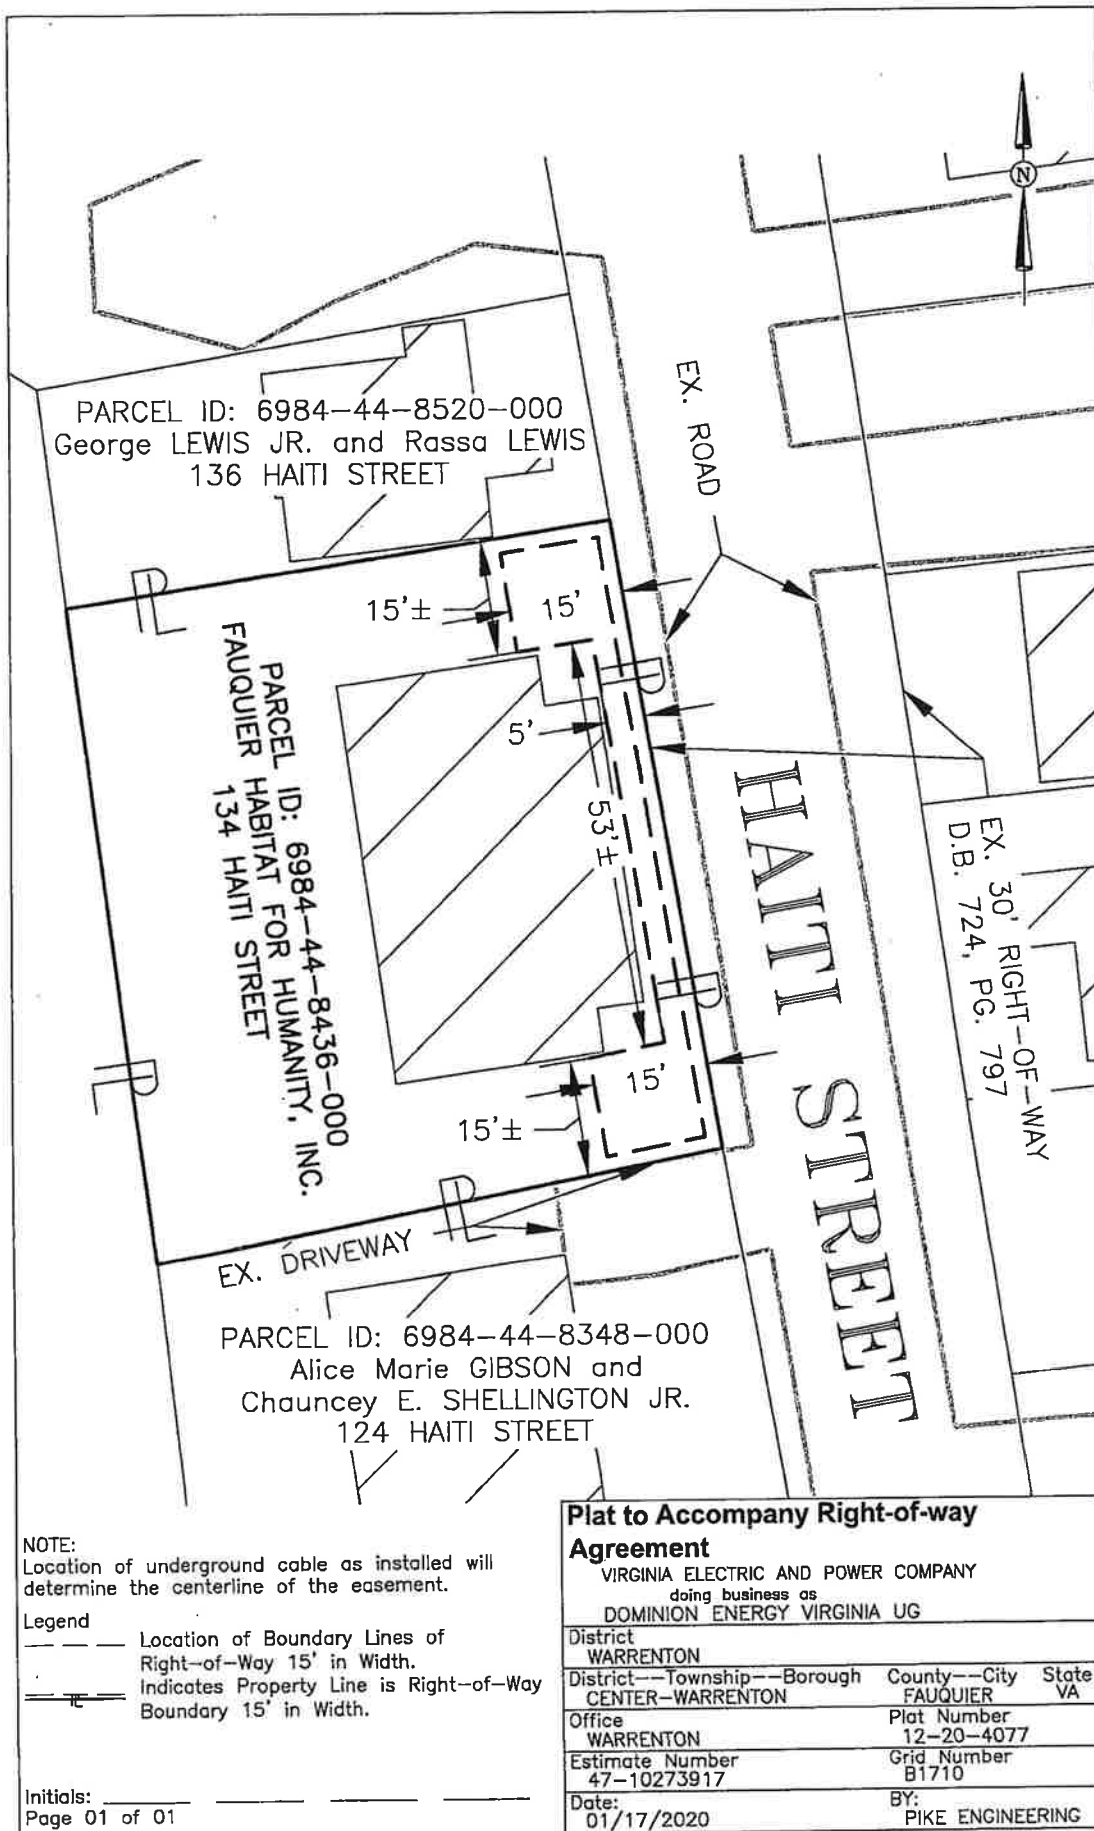 N
PARCEL ID: 6984-44-8520-000
George LEWIS JR. and Rassa LEWIS
136 HAITI STREET
EX. ROAD
15'±
15'
PARCEL ID: 6984-44-8436-000
FAUQUIER HABITAT FOR HUMANITY, INC.
134 HAITI STREET
5'
53'±
HAITI STREET
EX. 30' RIGHT-OF-WAY
D.B. 724, PG. 797
15'
15'±
PL
PL
PL
PL
PL
EX. DRIVEWAY
PARCEL ID: 6984-44-8348-000
Alice Marie GIBSON and
Chauncey E. SHELLINGTON JR.
124 HAITI STREET
NOTE:
Location of underground cable as installed will
determine the centerline of the easement.
Legend
Location of Boundary Lines of
Right-of-Way 15' in Width.
PL
Indicates Property Line is Right-of-Way
Boundary 15' in Width.
Initials:
Page 01 of 01
Plat to Accompany Right-of-way
Agreement
VIRGINIA ELECTRIC AND POWER COMPANY
doing business as
DOMINION ENERGY VIRGINIA UG
District
WARRENTON
District--Township--Borough County--City State
CENTER-WARRENTON FAUQUIER VA
Office Plat Number
WARRENTON 12-20-4077
Estimate Number Grid Number
47-10273917 B1710
Date: BY:
01/17/2020 PIKE ENGINEERING